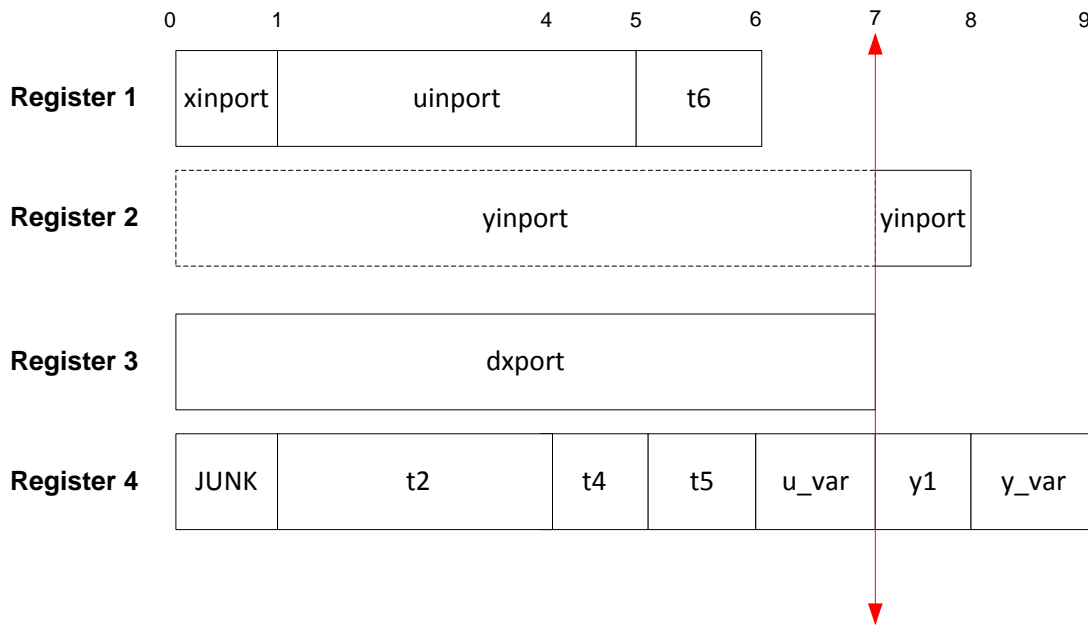 0 1 4 5 6 7 8 9
Register 1 xinport uinport t6
Register 2 yinport yinport
Register 3 dxport
Register 4 JUNK t2 t4 t5 u_var y1 y_var